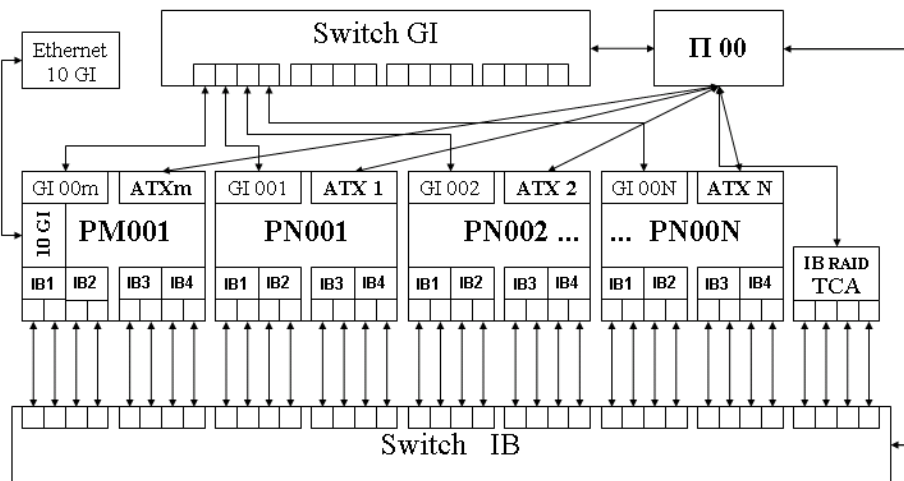 Switch GI
Π 00
Ethernet
10 GI
GI 00m
ATXm
GI 001
ATX 1
GI 002
ATX 2
GI 00N
ATX N
10 GI
PM001
PN001
PN002 ...
... PN00N
IB RAID
TCA
IB1 IB2 IB3 IB4
IB1 IB2 IB3 IB4
IB1 IB2 IB3 IB4
IB1 IB2 IB3 IB4
Switch IB